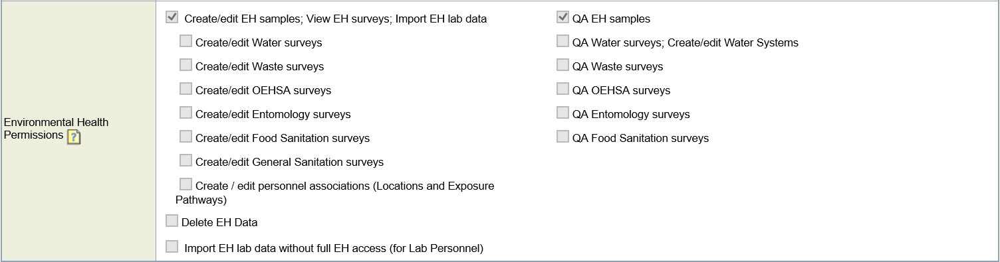 Environmental Health
Permissions
Create/edit EH samples; View EH surveys; Import EH lab data
Create/edit Water surveys
Create/edit Waste surveys
Create/edit OEHSA surveys
Create/edit Entomology surveys
Create/edit Food Sanitation surveys
Create/edit General Sanitation surveys
Create / edit personnel associations (Locations and Exposure
Pathways)
Delete EH Data
Import EH lab data without full EH access (for Lab Personnel)
QA EH samples
QA Water surveys; Create/edit Water Systems
QA Waste surveys
QA OEHSA surveys
QA Entomology surveys
QA Food Sanitation surveys